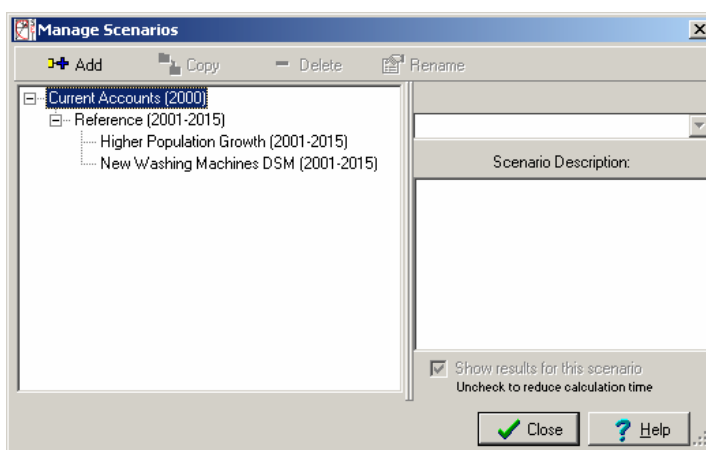 Manage Scenarios
Add Copy Delete Rename
Current Accounts (2000)
Reference (2001-2015)
Higher Population Growth (2001-2015)
New Washing Machines DSM (2001-2015)
Scenario Description:
Show results for this scenario
Uncheck to reduce calculation time
Close Help